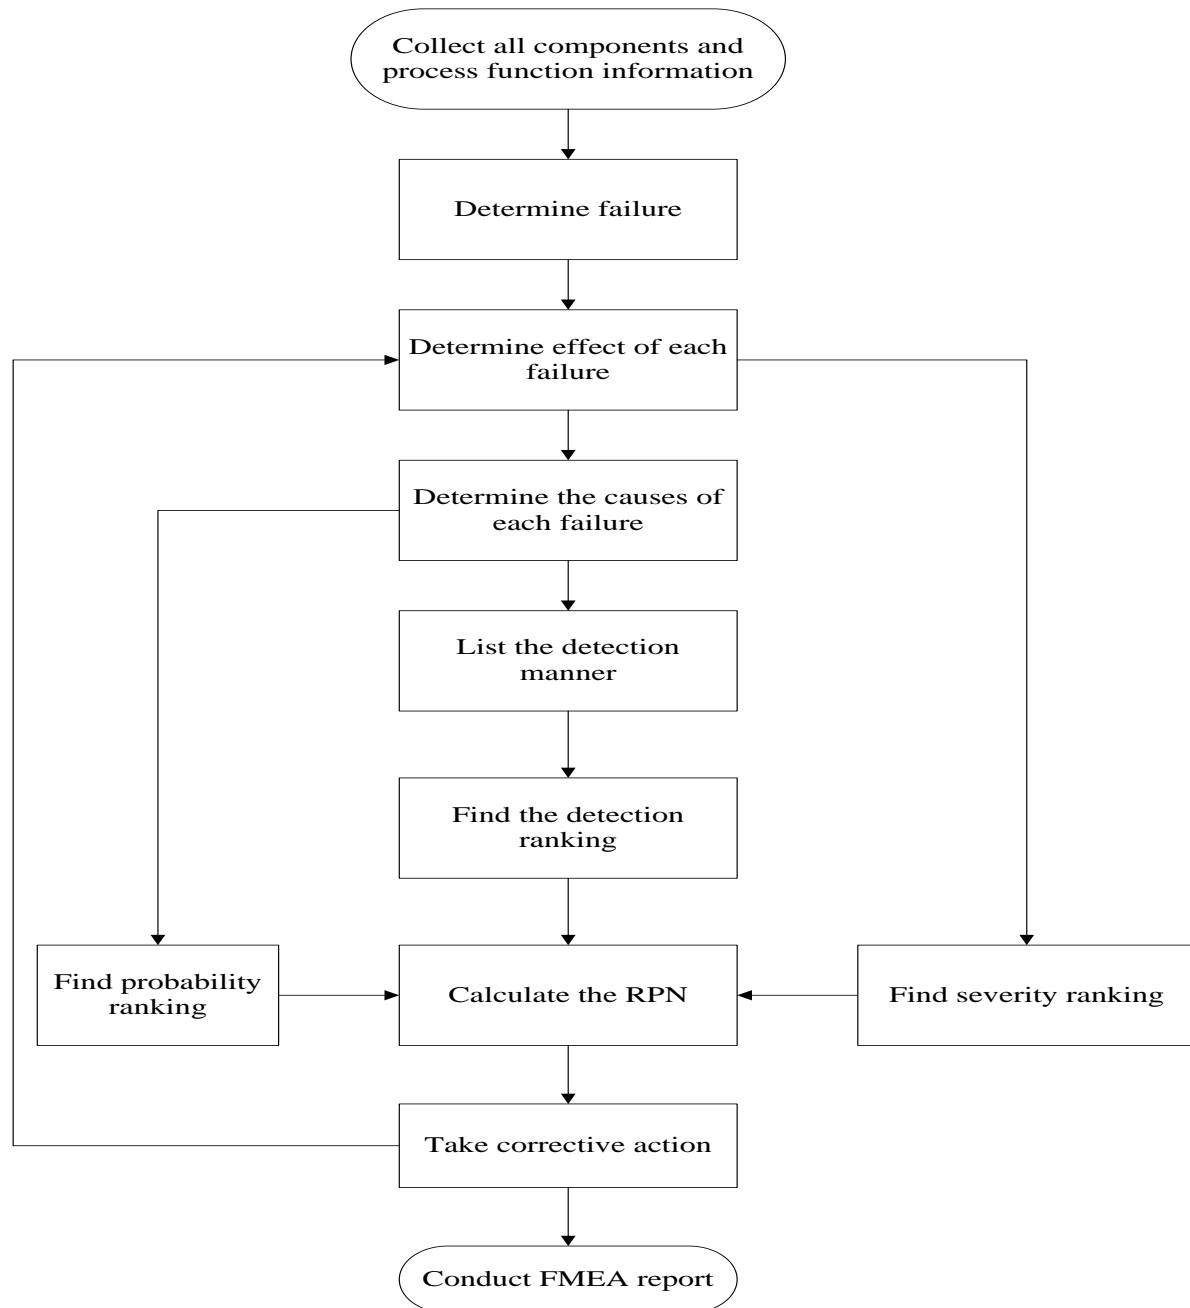 Collect all components and
process function information
Determine failure
Determine effect of each
failure
Determine the causes of
each failure
List the detection
manner
Find the detection
ranking
Find probability
ranking
Calculate the RPN
Find severity ranking
Take corrective action
Conduct FMEA report